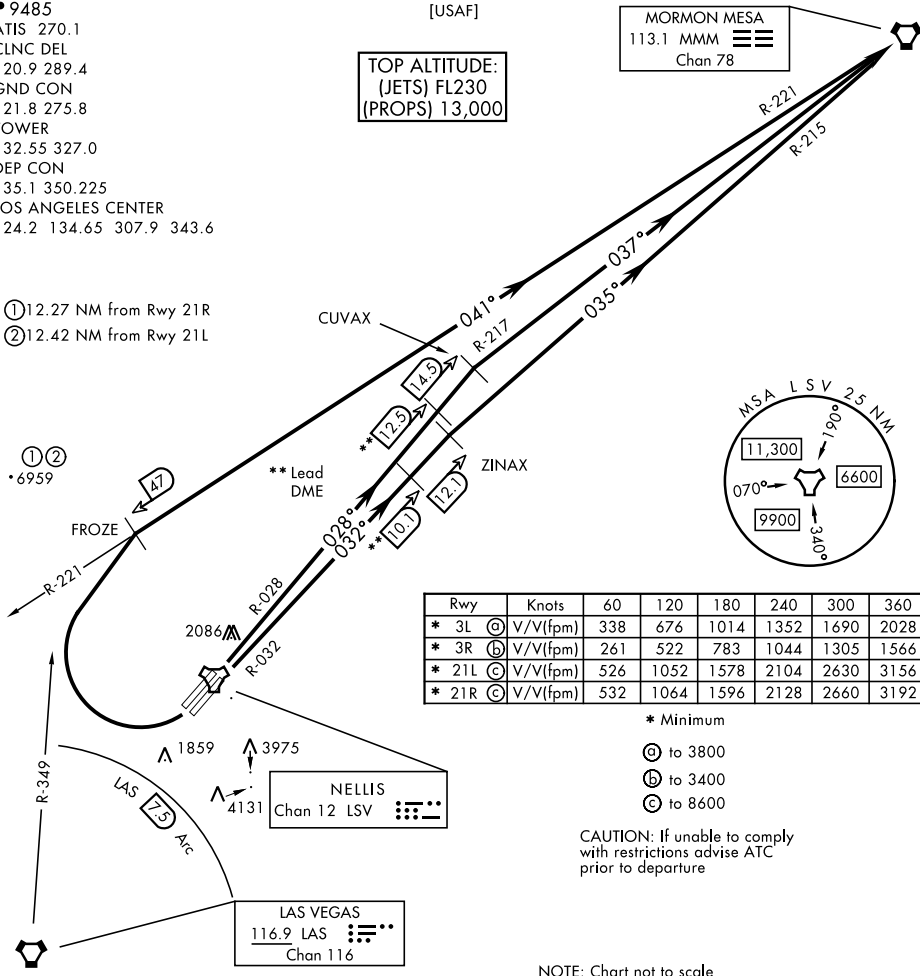 9485
ATIS 270.1
CLNC DEL
20.9 289.4
GND CON
21.8 275.8
OWER
32.55 327.0
DEP CON
35.1 350.225
OS ANGELES CENTER
24.2 134.65 307.9 343.6
[USAF]
TOP ALTITUDE:
(JETS) FL230
(PROPS) 13,000
MORMON MESA
113.1 MMM
Chan 78
R-221
R-215
① 12.27 NM from Rwy 21R
② 12.42 NM from Rwy 21L
CUVAX
041°
037°
035°
R-217
14.5
** 12.5
①②
6959
47
** Lead
DME
ZINAX
12.1
** 10.1
FROZE
R-221
028°
032°
R-028
R-032
2086
MSA LSV 25 NM
190°
11,300
6600
070°
9900
340°
Rwy Knots 60 120 180 240 300 360
* 3L ⓐ V/V(fpm) 338 676 1014 1352 1690 2028
* 3R ⓑ V/V(fpm) 261 522 783 1044 1305 1566
* 21L ⓒ V/V(fpm) 526 1052 1578 2104 2630 3156
* 21R ⓒ V/V(fpm) 532 1064 1596 2128 2660 3192
* Minimum
ⓐ to 3800
ⓑ to 3400
ⓒ to 8600
CAUTION: If unable to comply
with restrictions advise ATC
prior to departure
1859
3975
4131
NELLIS
Chan 12 LSV
R-349
LAS 7.5 Arc
LAS VEGAS
116.9 LAS
Chan 116
NOTE: Chart not to scale